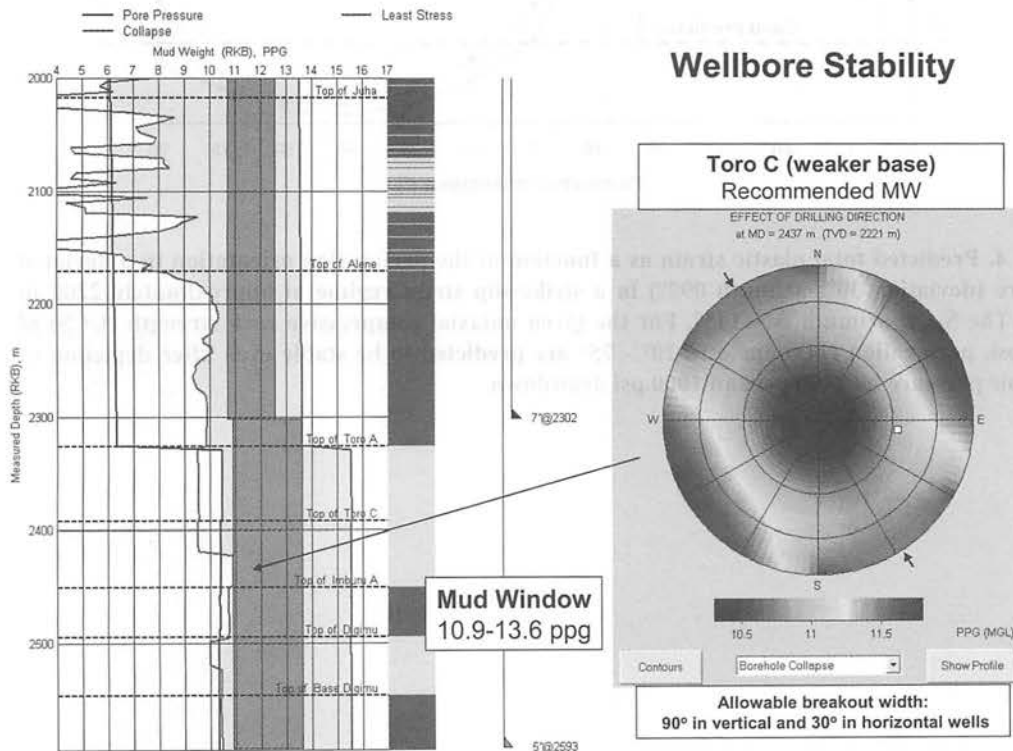 Pore Pressure
Least Stress
Collapse
Mud Weight (RKB), PPG
4 5 6 7 8 9 10 11 12 13 14 15 16 17
Measured Depth (RKB), m
2000
2100
2200
2300
2400
2500
Top of Juha
Top of Alene
Top of Toro A
Top of Toro C
Top of Imburu A
Top of Digimu
Top of Base Digimu
7"@2302
5"@2593
Mud Window
10.9-13.6 ppg
Wellbore Stability
Toro C (weaker base)
Recommended MW
EFFECT OF DRILLING DIRECTION
at MD = 2437 m (TVD = 2221 m)
N
W
E
S
10.5 11 11.5 PPG (MGL)
Contours
Borehole Collapse
Show Profile
Allowable breakout width:
90º in vertical and 30º in horizontal wells